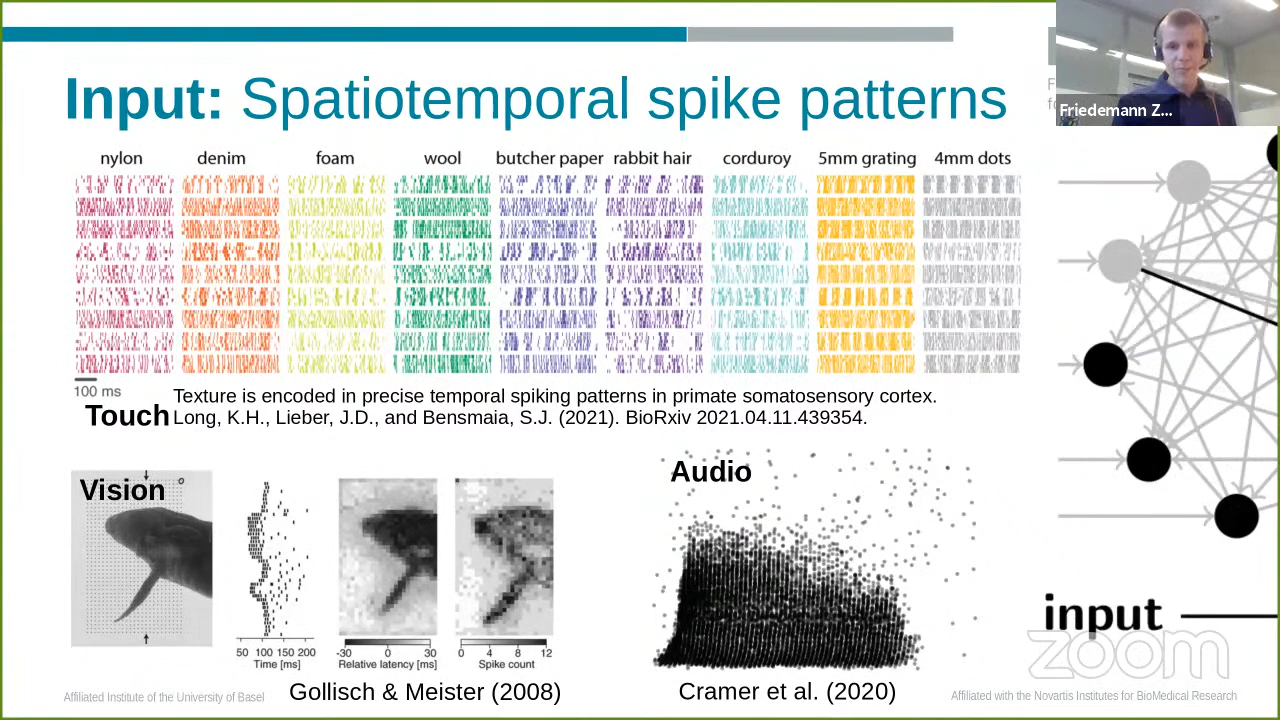 Input: Spatiotemporal spike patterns
Friedemann Z...
nylon denim foam wool butcher paper rabbit hair corduroy 5mm grating 4mm dots
100 ms
Touch
Texture is encoded in precise temporal spiking patterns in primate somatosensory cortex.
Long, K.H., Lieber, J.D., and Bensmaia, S.J. (2021). BioRxiv 2021.04.11.439354.
Vision
50 100 150 200
Time [ms]
-30 0 30
Relative latency [ms]
0 4 8 12
Spike count
Gollisch & Meister (2008)
Audio
Cramer et al. (2020)
input
zoom
Affiliated Institute of the University of Basel
Affiliated with the Novartis Institutes for BioMedical Research